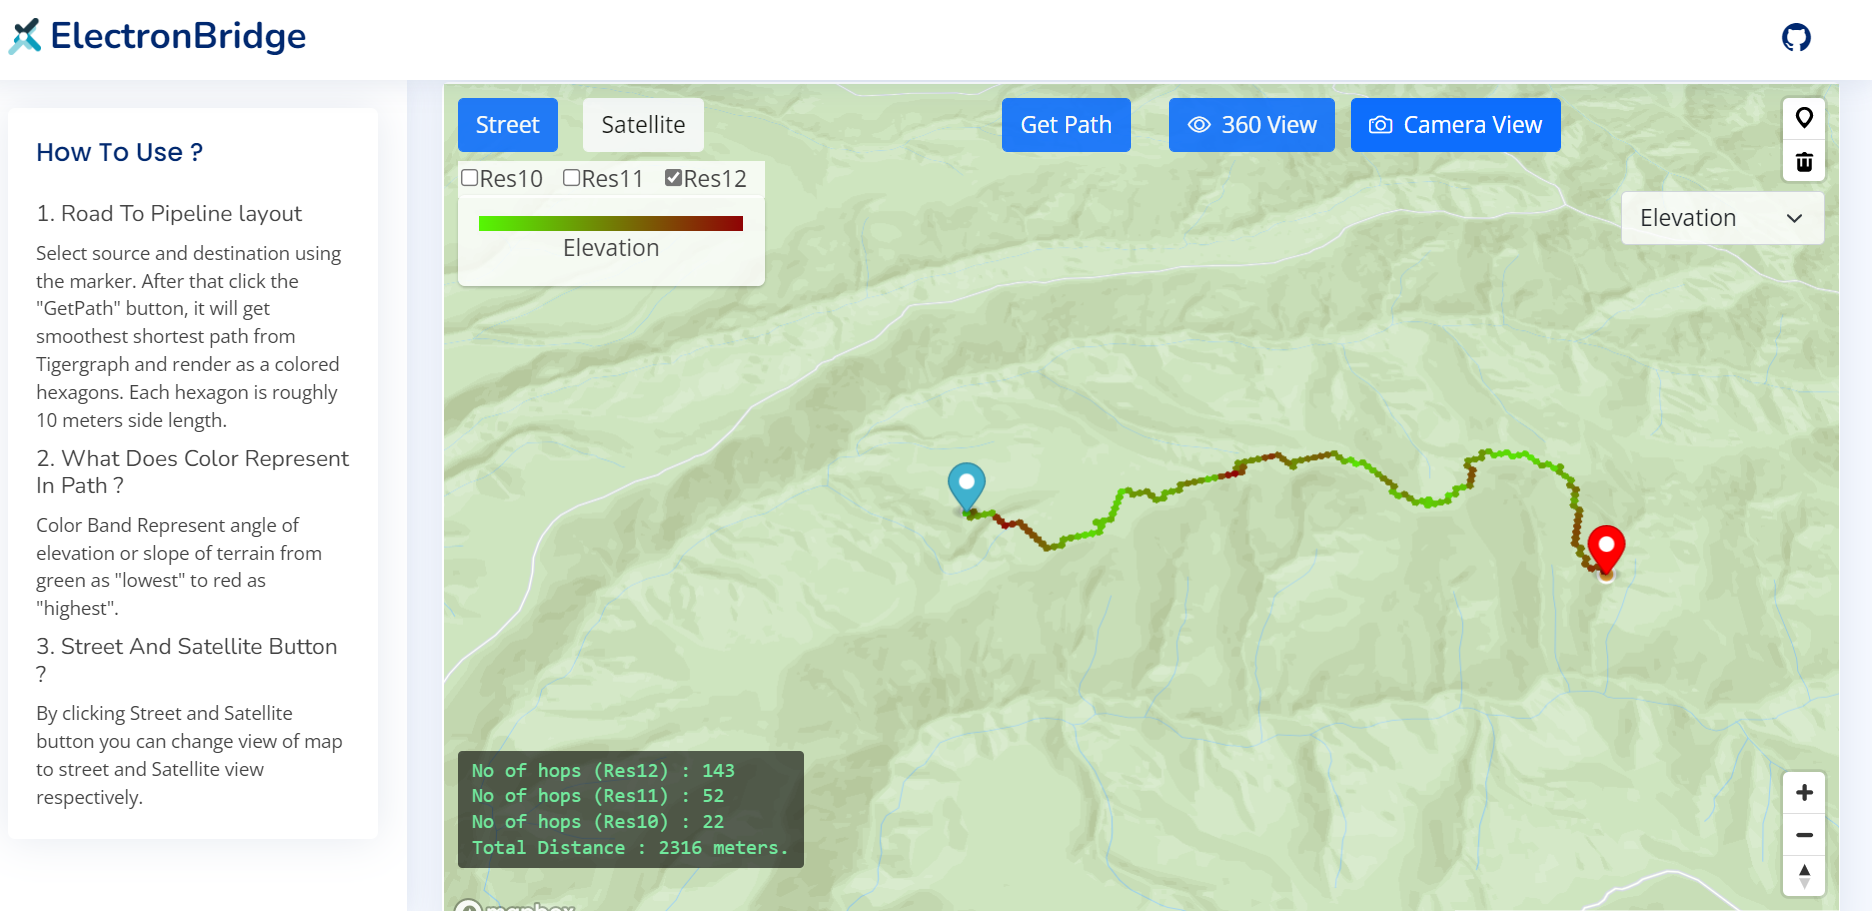 ElectronBridge
How To Use ?
1. Road To Pipeline layout
Select source and destination using
the marker. After that click the
"GetPath" button, it will get
smoothest shortest path from
Tigergraph and render as a colored
hexagons. Each hexagon is roughly
10 meters side length.
2. What Does Color Represent
In Path ?
Color Band Represent angle of
elevation or slope of terrain from
green as "lowest" to red as
"highest".
3. Street And Satellite Button
?
By clicking Street and Satellite
button you can change view of map
to street and Satellite view
respectively.
Street
Satellite
Get Path
360 View
Camera View
Res10 Res11 Res12
Elevation
Elevation
No of hops (Res12) : 143
No of hops (Res11) : 52
No of hops (Res10) : 22
Total Distance : 2316 meters.
mapbox